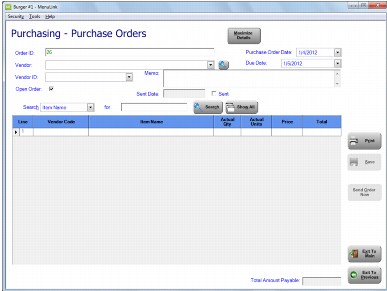 Burger #1 - MenuLink
Security Tools Help
Purchasing - Purchase Orders
Maximize Details
Order ID: 26
Purchase Order Date: 1/4/2012
Vendor:
Due Date: 1/5/2012
Vendor ID:
Memo:
Open Order:
Sent Date:
Sent
Search Item Name for
Search
Show All
Line Vendor Code Item Name Actual Qty Actual Units Price Total
1
Print
Save
Send Order Now
Exit To Main
Exit To Previous
Total Amount Payable: